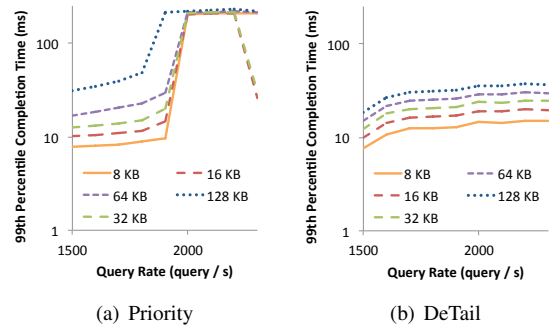 99th Percentile Completion Time (ms)
100
10
1
8 KB
16 KB
64 KB
128 KB
32 KB
1500
2000
Query Rate (query / s)
(a) Priority
99th Percentile Completion Time (ms)
100
10
1
8 KB
16 KB
64 KB
128 KB
32 KB
1500
2000
Query Rate (query / s)
(b) DeTail